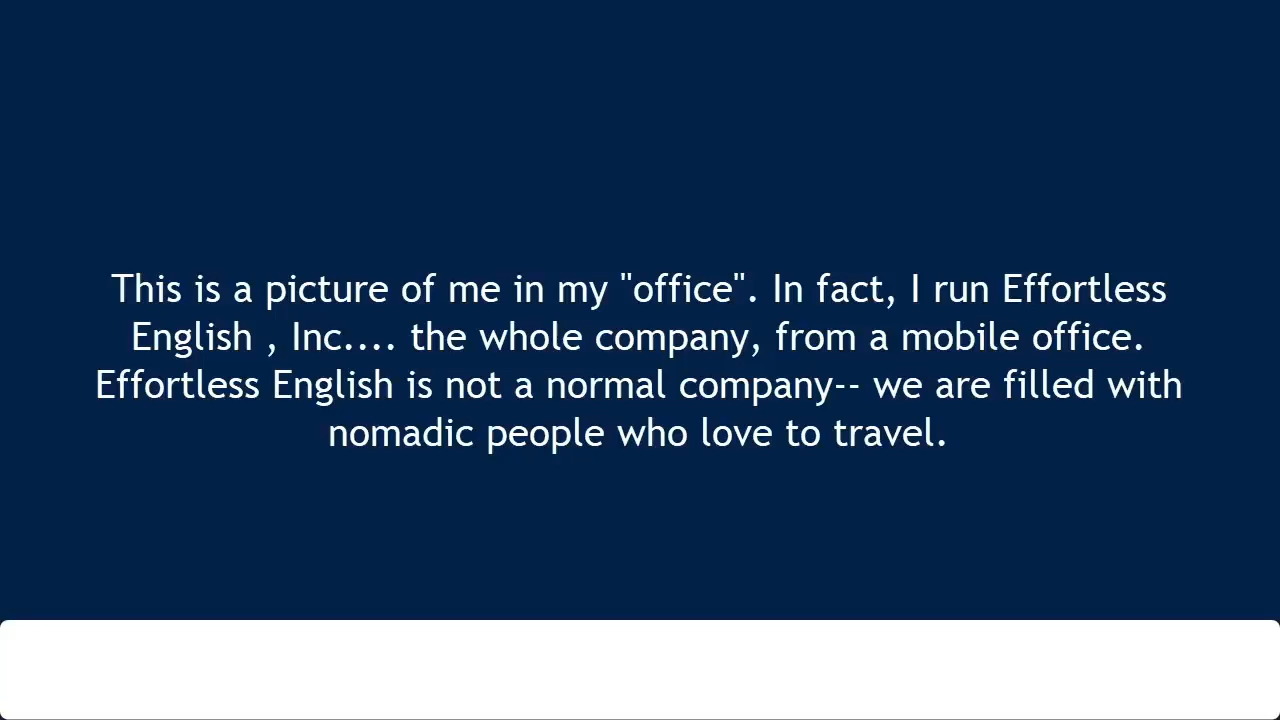 This is a picture of me in my "office". In fact, I run Effortless
English , Inc.... the whole company, from a mobile office.
Effortless English is not a normal company-- we are filled with
nomadic people who love to travel.